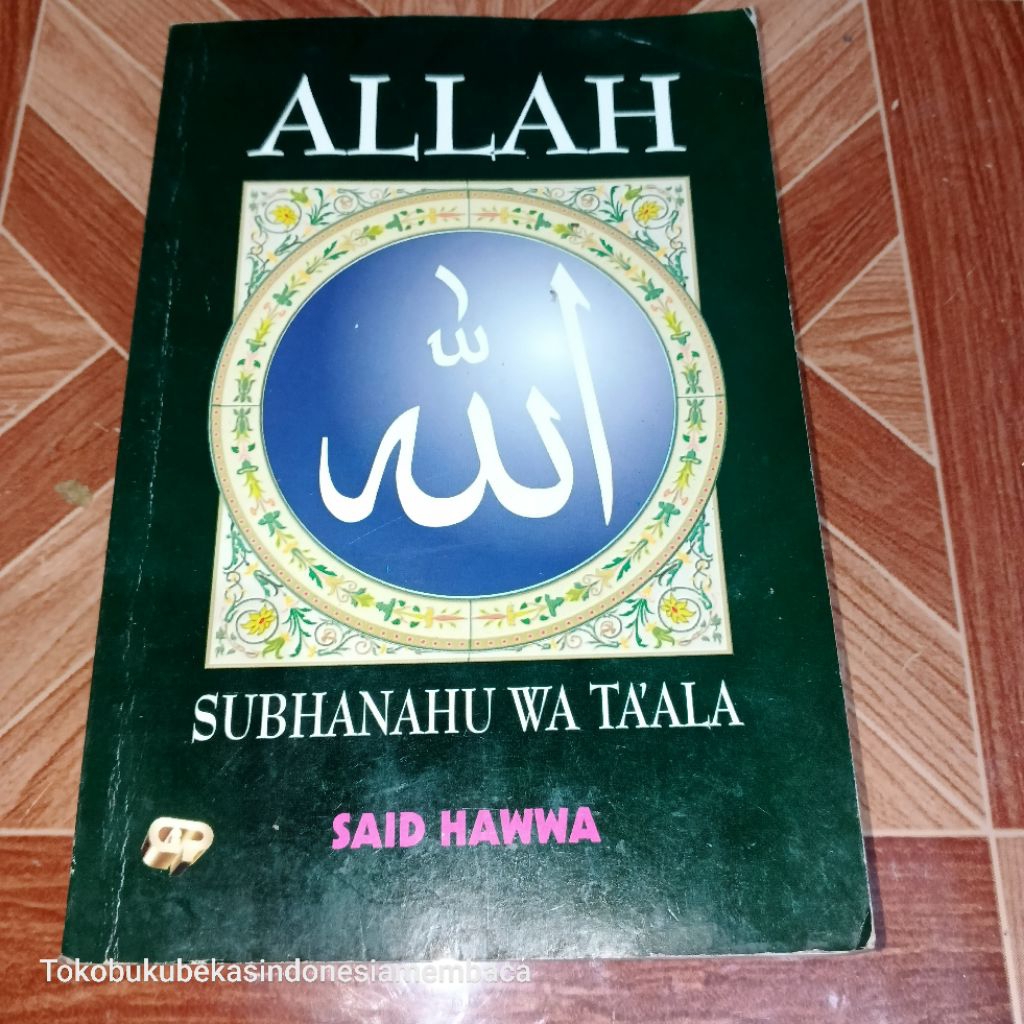 ALLAH
الله
SUBHANAHU WA TA'ALA
SAID HAWWA
Tokobukubekasindonesiamembaca